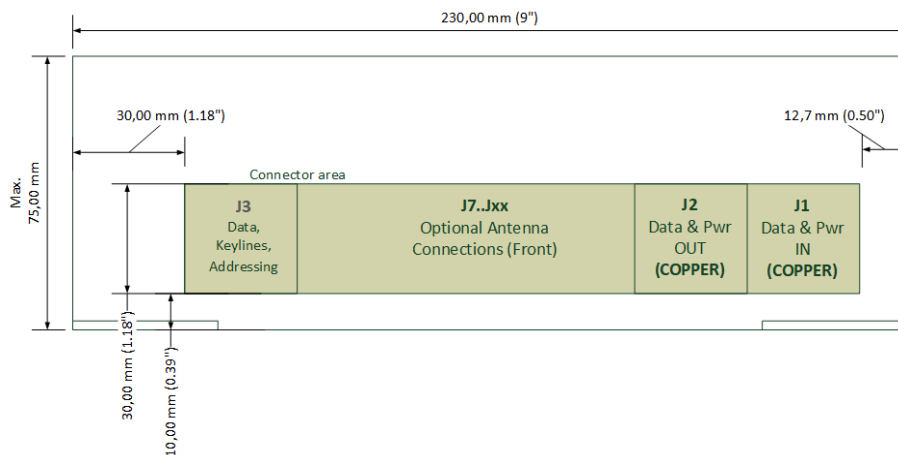 230,00 mm (9")
30,00 mm (1.18")
12,7 mm (0.50")
Max.
75,00 mm
Connector area
J3
Data,
Keylines,
Addressing
J7..Jxx
Optional Antenna
Connections (Front)
J2
Data & Pwr
OUT
(COPPER)
J1
Data & Pwr
IN
(COPPER)
30,00 mm (1.18")
10,00 mm (0.39")